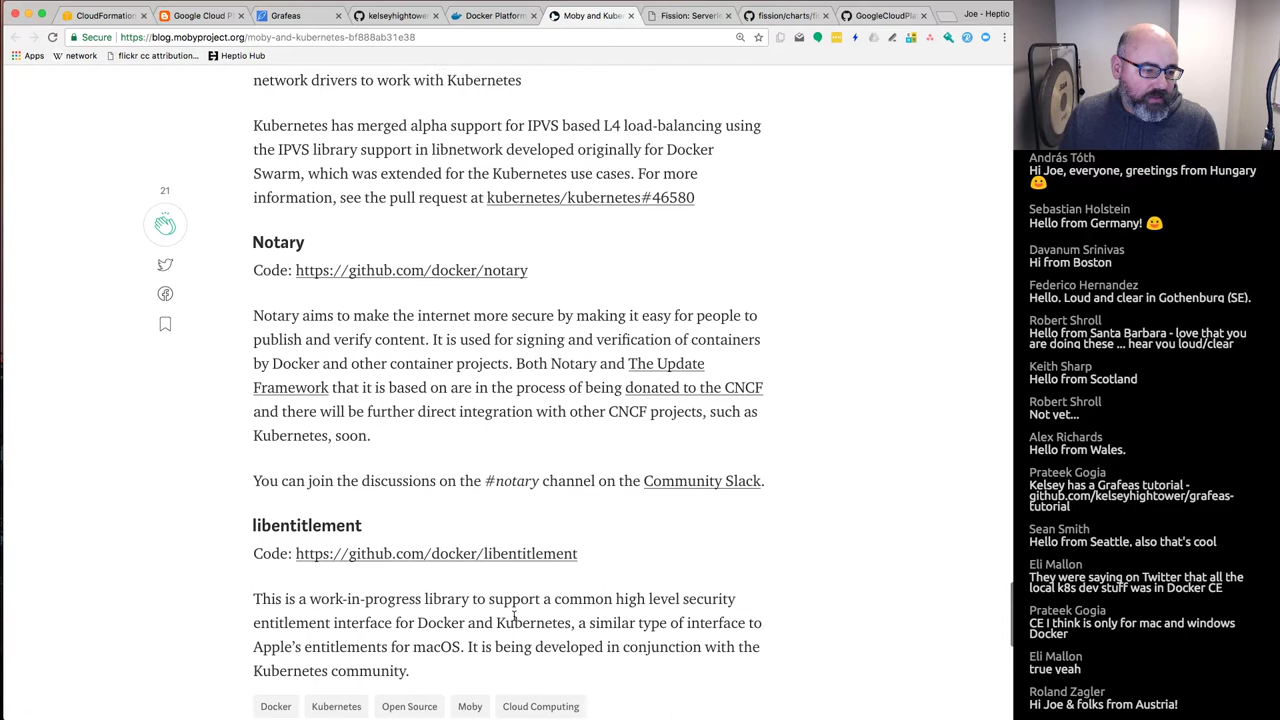 CloudFormation
Google Cloud P
Grafeas
kelseyhightowe
Docker Platform
Moby and Kuber
Fission: Serverle
fission/charts/fi
GoogleCloudPla
Joe - Heptio
Secure
https://blog.mobyproject.org/moby-and-kubernetes-bf888ab31e38
Apps
network
flickr cc attribution...
Heptio Hub
network drivers to work with Kubernetes
Kubernetes has merged alpha support for IPVS based L4 load-balancing using
the IPVS library support in libnetwork developed originally for Docker
Swarm, which was extended for the Kubernetes use cases. For more
information, see the pull request at kubernetes/kubernetes#46580
21
Notary
Code: https://github.com/docker/notary
Notary aims to make the internet more secure by making it easy for people to
publish and verify content. It is used for signing and verification of containers
by Docker and other container projects. Both Notary and The Update
Framework that it is based on are in the process of being donated to the CNCF
and there will be further direct integration with other CNCF projects, such as
Kubernetes, soon.
You can join the discussions on the #notary channel on the Community Slack.
libentitlement
Code: https://github.com/docker/libentitlement
This is a work-in-progress library to support a common high level security
entitlement interface for Docker and Kubernetes, a similar type of interface to
Apple's entitlements for macOS. It is being developed in conjunction with the
Kubernetes community.
Docker
Kubernetes
Open Source
Moby
Cloud Computing
András Tóth
Hi Joe, everyone, greetings from Hungary
Sebastian Holstein
Hello from Germany!
Davanum Srinivas
Hi from Boston
Federico Hernandez
Hello. Loud and clear in Gothenburg (SE).
Robert Shroll
Hello from Santa Barbara - love that you
are doing these ... hear you loud/clear
Keith Sharp
Hello from Scotland
Robert Shroll
Not yet...
Alex Richards
Hello from Wales.
Prateek Gogia
Kelsey has a Grafeas tutorial -
github.com/kelseyhightower/grafeas-
tutorial
Sean Smith
Hello from Seattle, also that's cool
Eli Mallon
They were saying on Twitter that all the
local k8s dev stuff was in Docker CE
Prateek Gogia
CE I think is only for mac and windows
Docker
Eli Mallon
true yeah
Roland Zagler
Hi Joe & folks from Austria!